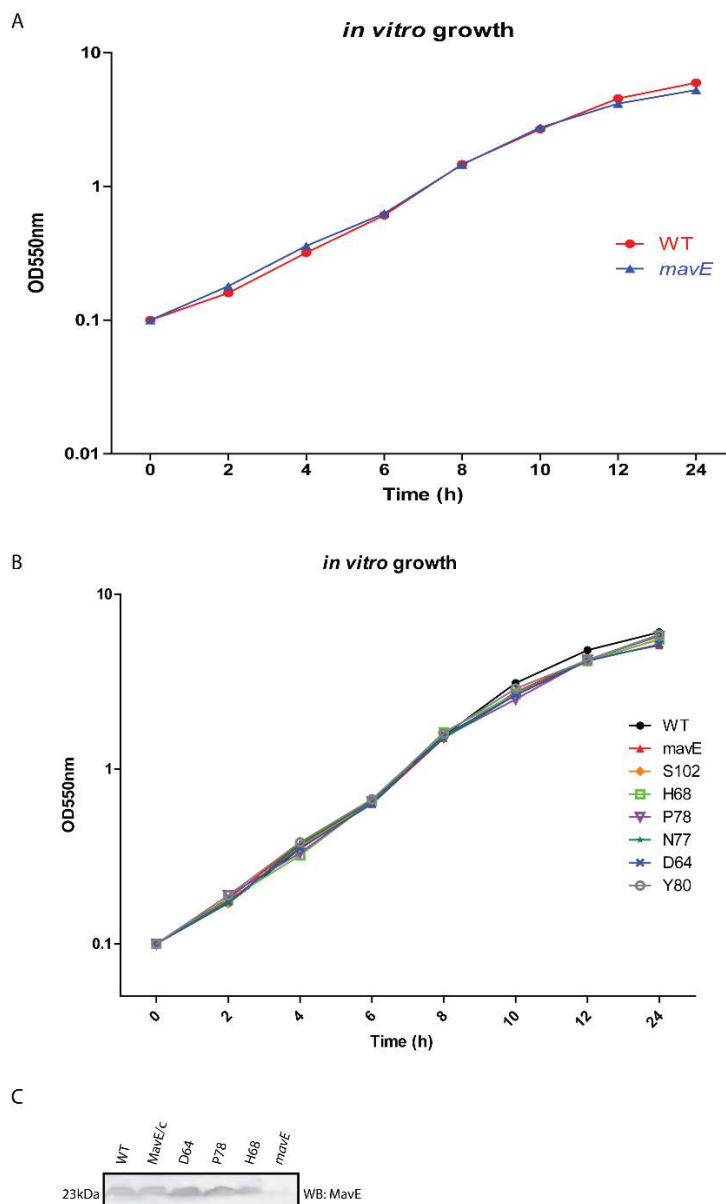 A
in vitro growth
10
1
0.1
0.01
OD550nm
WT
mavE
0 2 4 6 8 10 12 24
Time (h)
B
in vitro growth
10
1
0.1
OD550nm
WT
mavE
S102
H68
P78
N77
D64
Y80
0 2 4 6 8 10 12 24
Time (h)
C
WT MavE/c D64 P78 H68 mavE
23kDa WB: MavE